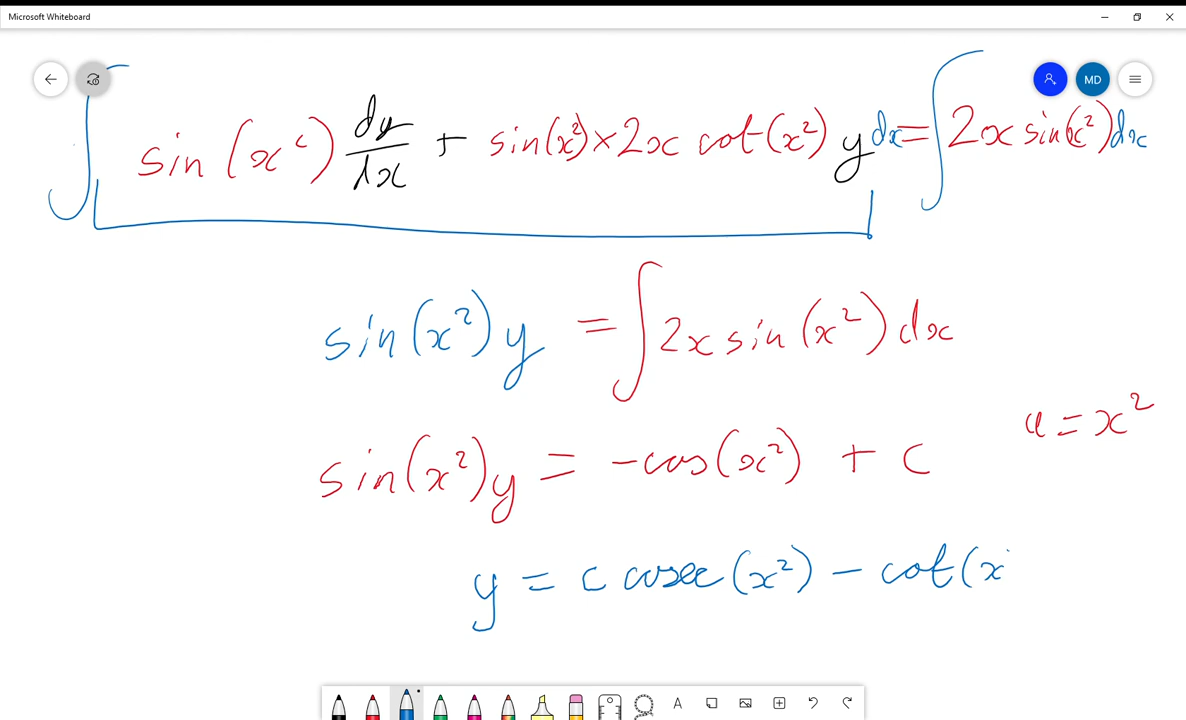 Microsoft Whiteboard
MD
∫ sin(x²) dy/dx + sin(x²)×2x cot(x²) y dx = ∫ 2x sin(x²) dx
sin(x²) y = ∫ 2x sin(x²) dx
u = x²
sin(x²) y = -cos(x²) + c
y = c cosec(x²) - cot(x
A